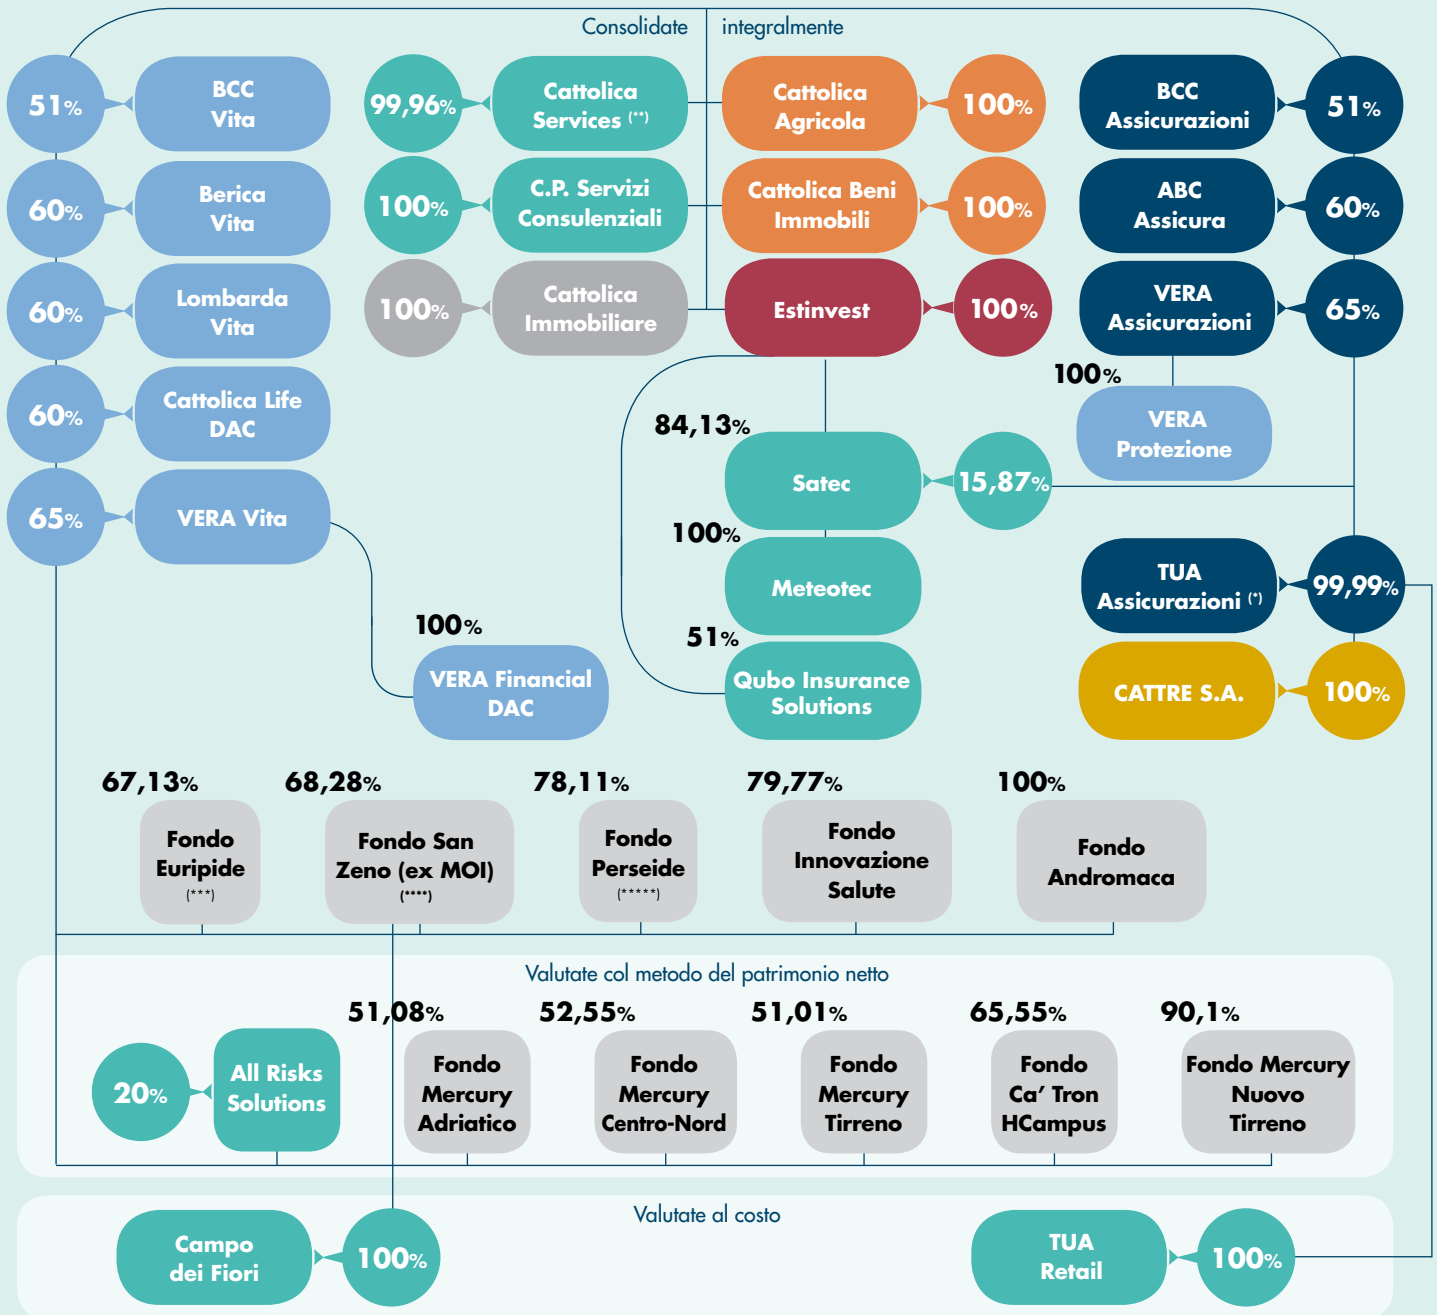 Consolidate integralmente
51%
BCC
Vita
60%
Berica
Vita
60%
Lombarda
Vita
60%
Cattolica Life
DAC
65%
VERA Vita
100%
VERA Financial
DAC
99,96%
Cattolica
Services (**)
100%
C.P. Servizi
Consulenziali
100%
Cattolica
Immobiliare
Cattolica
Agricola
100%
Cattolica Beni
Immobili
100%
Estinvest
100%
84,13%
Satec
15,87%
100%
Meteotec
51%
Qubo Insurance
Solutions
BCC
Assicurazioni
51%
ABC
Assicura
60%
VERA
Assicurazioni
65%
100%
VERA
Protezione
TUA
Assicurazioni (*)
99,99%
CATTRE S.A.
100%
67,13%
Fondo
Euripide
(***)
68,28%
Fondo San
Zeno (ex MOI)
(****)
78,11%
Fondo
Perseide
(*****)
79,77%
Fondo
Innovazione
Salute
100%
Fondo
Andromaca
Valutate col metodo del patrimonio netto
20%
All Risks
Solutions
51,08%
Fondo
Mercury
Adriatico
52,55%
Fondo
Mercury
Centro-Nord
51,01%
Fondo
Mercury
Tirreno
65,55%
Fondo
Ca’ Tron
HCampus
90,1%
Fondo Mercury
Nuovo
Tirreno
Valutate al costo
Campo
dei Fiori
100%
TUA
Retail
100%